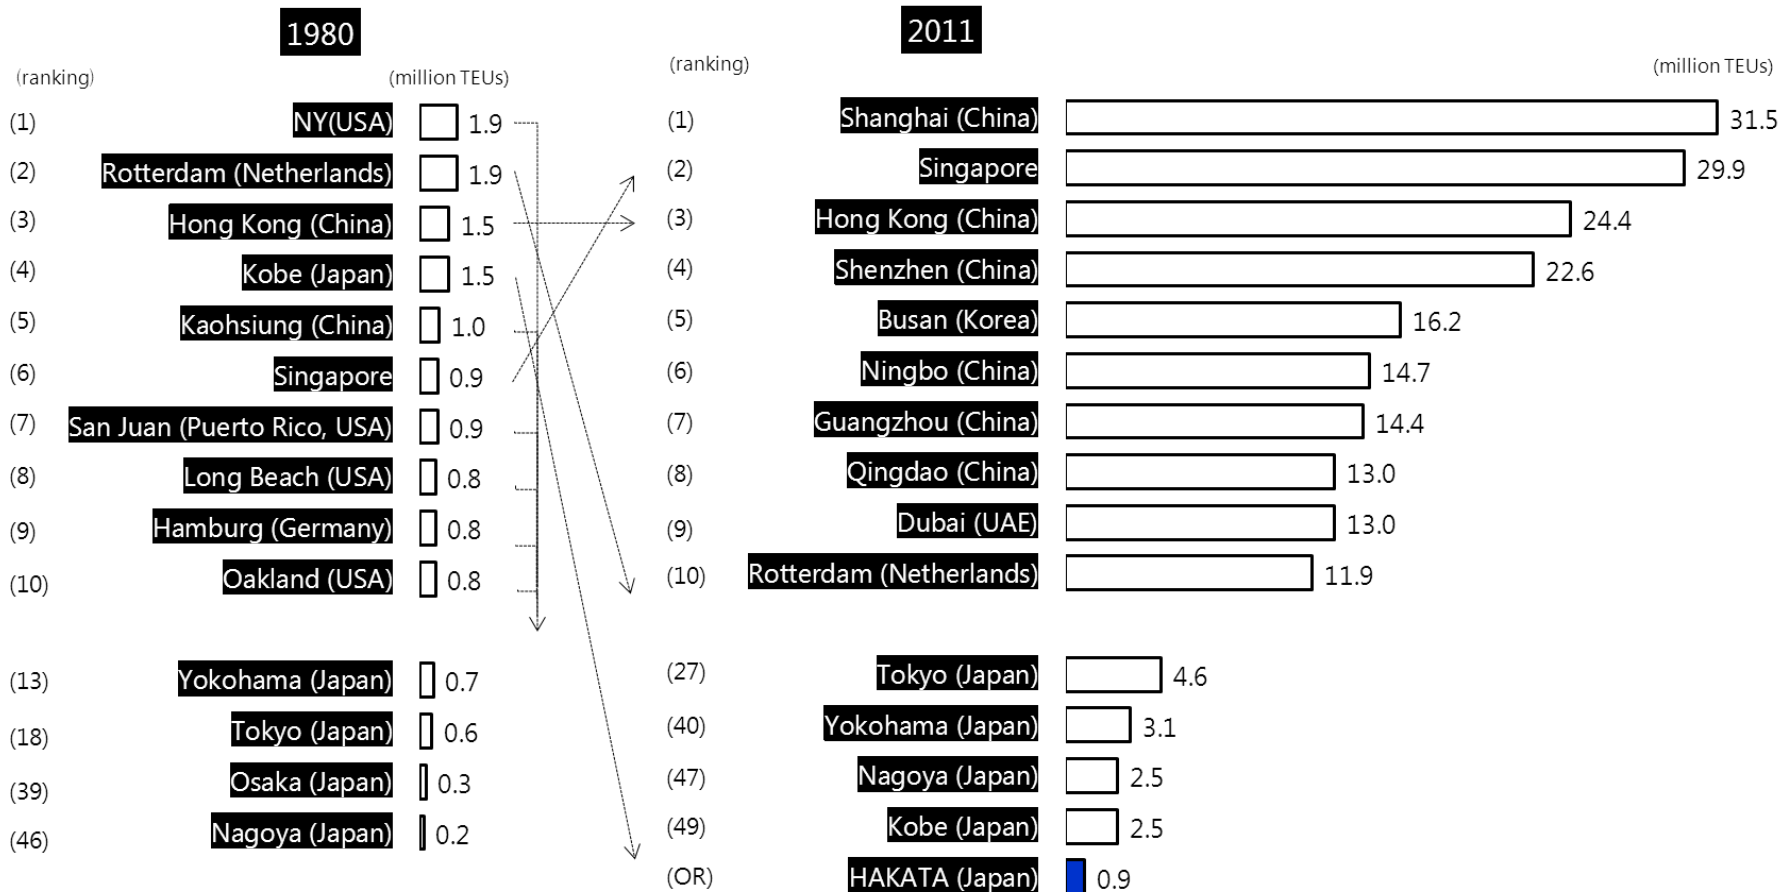 1980
(ranking) (million TEUs)
(1) NY(USA) 1.9
(2) Rotterdam (Netherlands) 1.9
(3) Hong Kong (China) 1.5
(4) Kobe (Japan) 1.5
(5) Kaohsiung (China) 1.0
(6) Singapore 0.9
(7) San Juan (Puerto Rico, USA) 0.9
(8) Long Beach (USA) 0.8
(9) Hamburg (Germany) 0.8
(10) Oakland (USA) 0.8
(13) Yokohama (Japan) 0.7
(18) Tokyo (Japan) 0.6
(39) Osaka (Japan) 0.3
(46) Nagoya (Japan) 0.2
2011
(ranking) (million TEUs)
(1) Shanghai (China) 31.5
(2) Singapore 29.9
(3) Hong Kong (China) 24.4
(4) Shenzhen (China) 22.6
(5) Busan (Korea) 16.2
(6) Ningbo (China) 14.7
(7) Guangzhou (China) 14.4
(8) Qingdao (China) 13.0
(9) Dubai (UAE) 13.0
(10) Rotterdam (Netherlands) 11.9
(27) Tokyo (Japan) 4.6
(40) Yokohama (Japan) 3.1
(47) Nagoya (Japan) 2.5
(49) Kobe (Japan) 2.5
(OR) HAKATA (Japan) 0.9